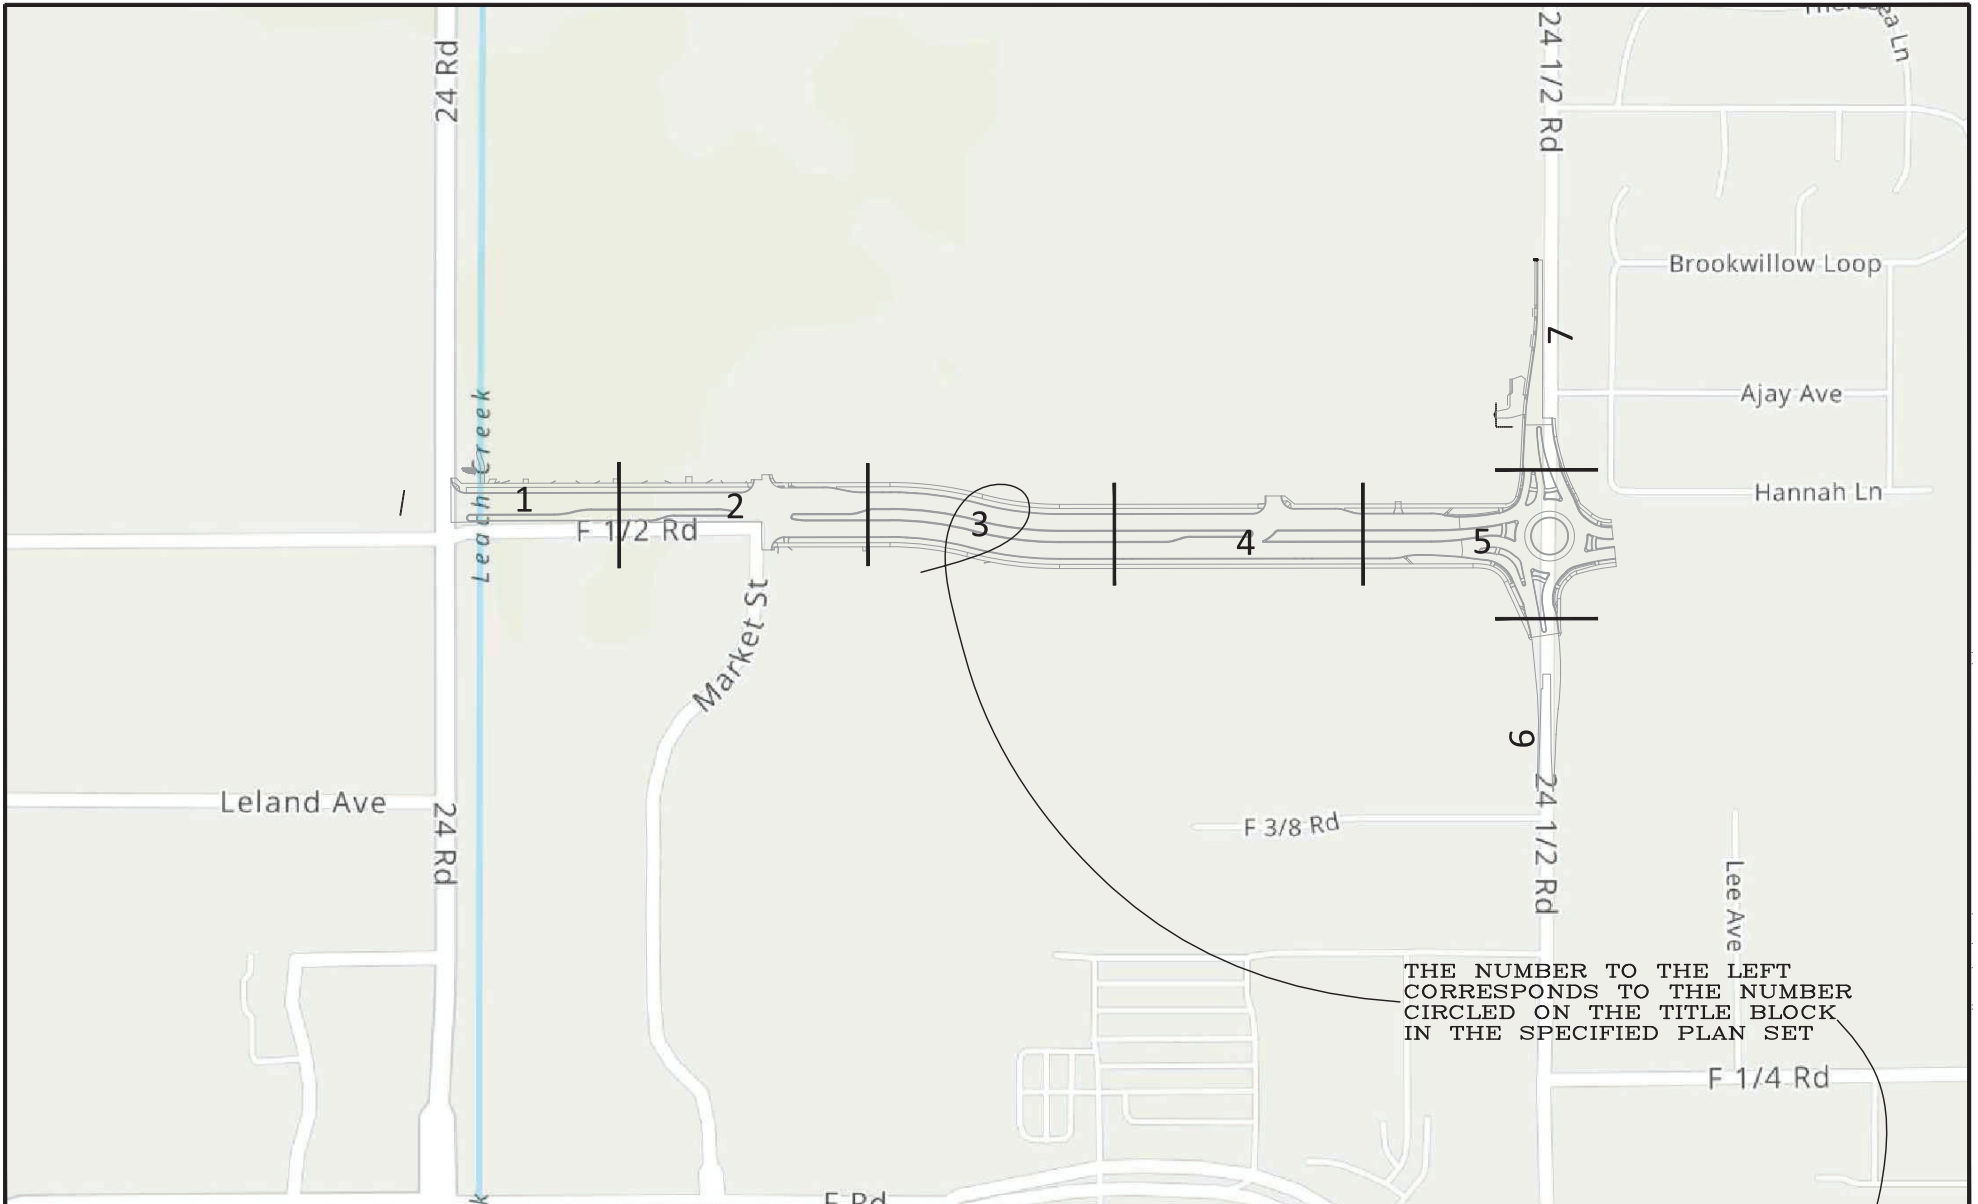 24 Rd
24 1/2 Rd
ea Ln
Brookwillow Loop
7
Ajay Ave
Leach Creek
Hannah Ln
1
2
3
4
5
F 1/2 Rd
Market St
6
Leland Ave
24 Rd
24 1/2 Rd
F 3/8 Rd
Lee Ave
THE NUMBER TO THE LEFT
CORRESPONDS TO THE NUMBER
CIRCLED ON THE TITLE BLOCK
IN THE SPECIFIED PLAN SET
F 1/4 Rd
F Rd
k